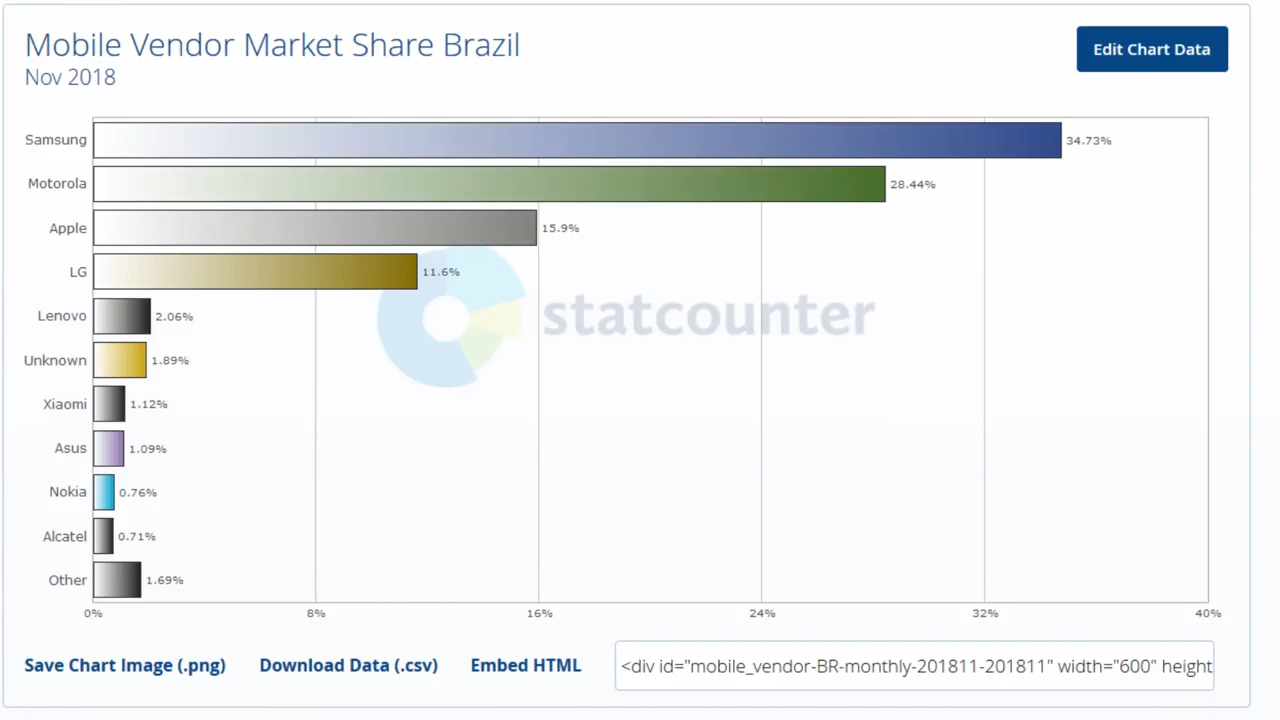 Mobile Vendor Market Share Brazil
Edit Chart Data
Nov 2018
Samsung 34.73%
Motorola 28.44%
Apple 15.9%
LG 11.6%
statcounter
Lenovo 2.06%
Unknown 1.89%
Xiaomi 1.12%
Asus 1.09%
Nokia 0.76%
Alcatel 0.71%
Other 1.69%
0% 8% 16% 24% 32% 40%
Save Chart Image (.png) Download Data (.csv) Embed HTML <div id="mobile_vendor-BR-monthly-201811-201811" width="600" height